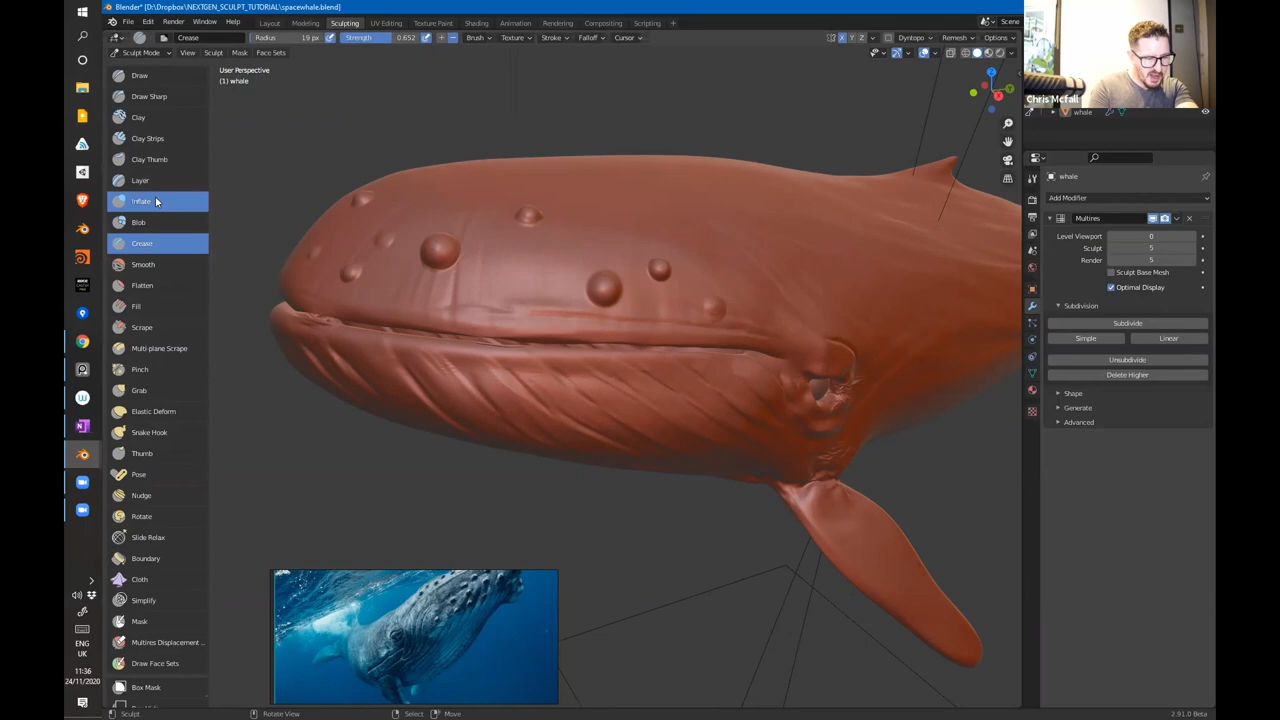 Blender* [D:\Dropbox\NEXTGEN_SCULPT_TUTORIAL\spacewhale.blend]
File Edit Render Window Help Layout Modeling Sculpting UV Editing Texture Paint Shading Animation Rendering Compositing Scripting + Scene
Crease Radius 19 px Strength 0.652 Brush Texture Stroke Falloff Cursor X Y Z Dyntopo Remesh Options
Sculpt Mode View Sculpt Mask Face Sets
User Perspective
(1) whale
Draw
Draw Sharp
Clay
Clay Strips
Clay Thumb
Layer
Inflate
Blob
Crease
Smooth
Flatten
Fill
Scrape
Multi-plane Scrape
Pinch
Grab
Elastic Deform
Snake Hook
Thumb
Pose
Nudge
Rotate
Slide Relax
Boundary
Cloth
Simplify
Mask
Multires Displacement ...
Draw Face Sets
Box Mask
Chris Mcfall
whale
whale
Add Modifier
Multires
Level Viewport 0
Sculpt 5
Render 5
Sculpt Base Mesh
Optimal Display
Subdivision
Subdivide
Simple Linear
Unsubdivide
Delete Higher
Shape
Generate
Advanced
ENG
UK
11:36
24/11/2020
Sculpt Rotate View Select Move 2.91.0 Beta